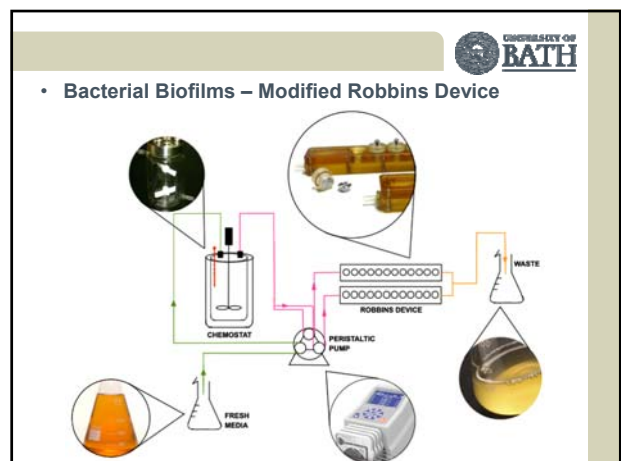 UNIVERSITY OF
BATH
• Bacterial Biofilms – Modified Robbins Device
WASTE
ROBBINS DEVICE
CHEMOSTAT
PERISTALTIC
PUMP
FRESH
MEDIA